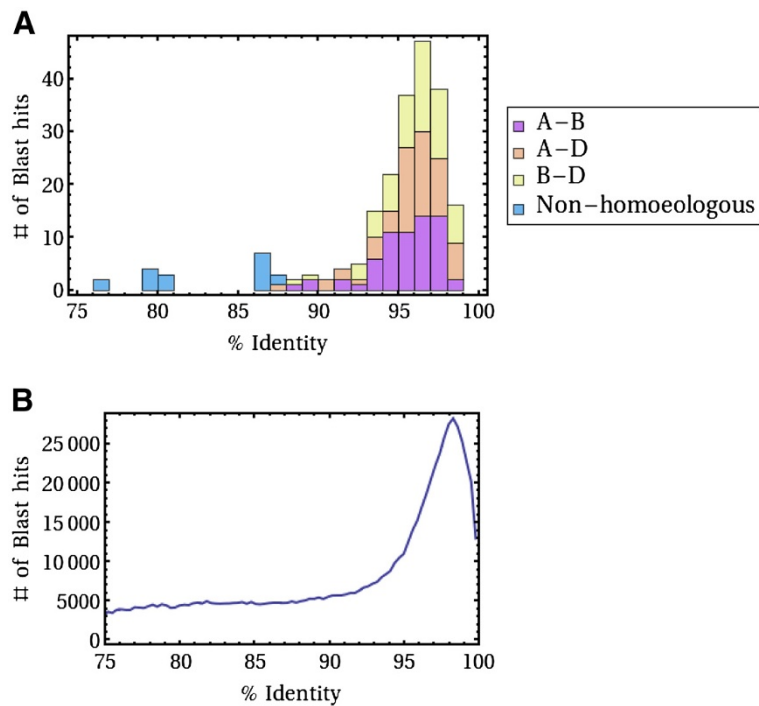 A
# of Blast hits
40
30
20
10
0
75 80 85 90 95 100
% Identity
A–B
A–D
B–D
Non–homoeologous
B
# of Blast hits
25 000
20 000
15 000
10 000
5000
0
75 80 85 90 95 100
% Identity